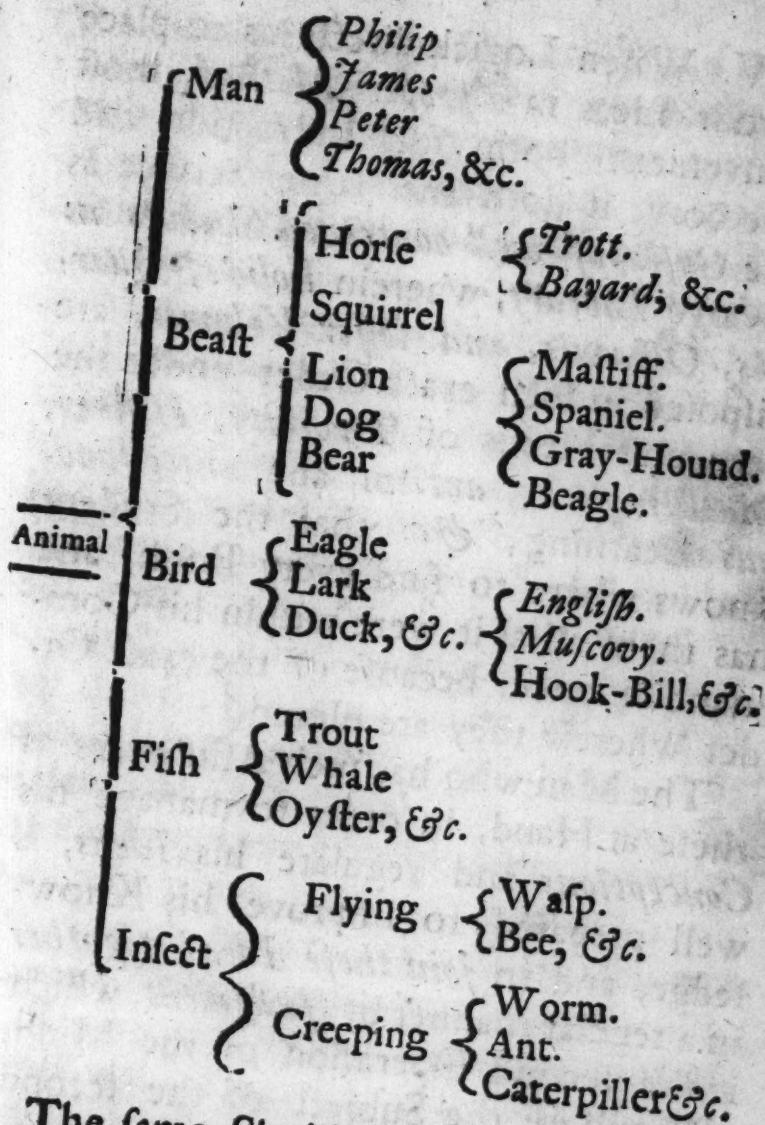 Animal
Man
Philip
James
Peter
Thomas, &c.
Beaſt
Horſe
Trott.
Bayard, &c.
Squirrel
Lion
Dog
Maſtiff.
Spaniel.
Gray-Hound.
Beagle.
Bear
Bird
Eagle
Lark
Duck, &c.
Engliſh.
Muſcovy.
Hook-Bill, &c.
Fiſh
Trout
Whale
Oyſter, &c.
Inſect
Flying
Waſp.
Bee, &c.
Creeping
Worm.
Ant.
Caterpiller &c.
The ſame